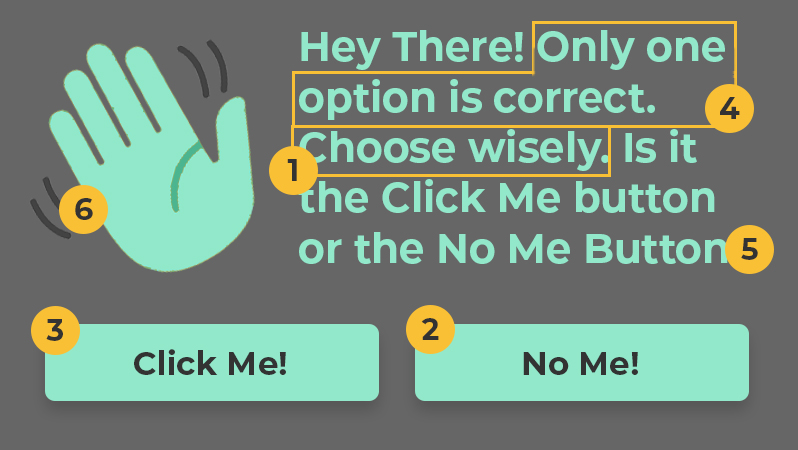 Hey There! Only one
option is correct.
4
Choose wisely. Is it
1
the Click Me button
6
or the No Me Button
5
3
2
Click Me!
No Me!